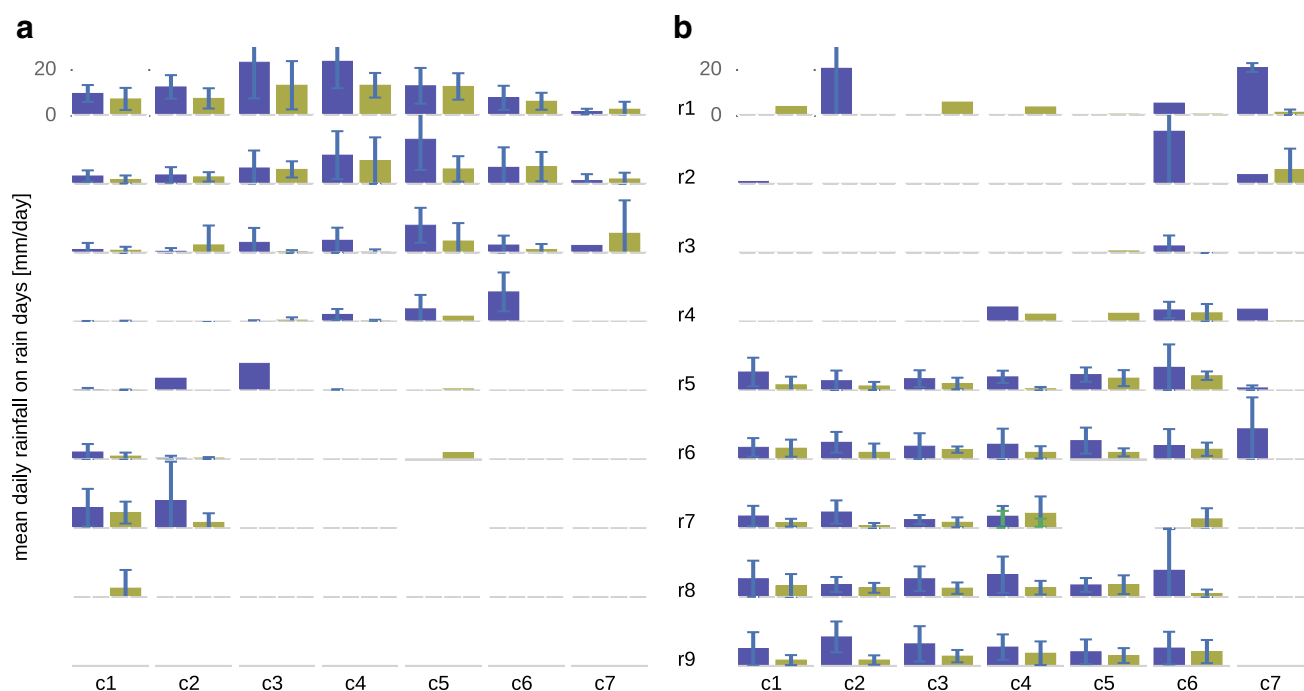 a b
20 20
0 0 r1
r2
r3
mean daily rainfall on rain days [mm/day]
r4
r5
r6
r7
r8
r9
c1 c2 c3 c4 c5 c6 c7 c1 c2 c3 c4 c5 c6 c7